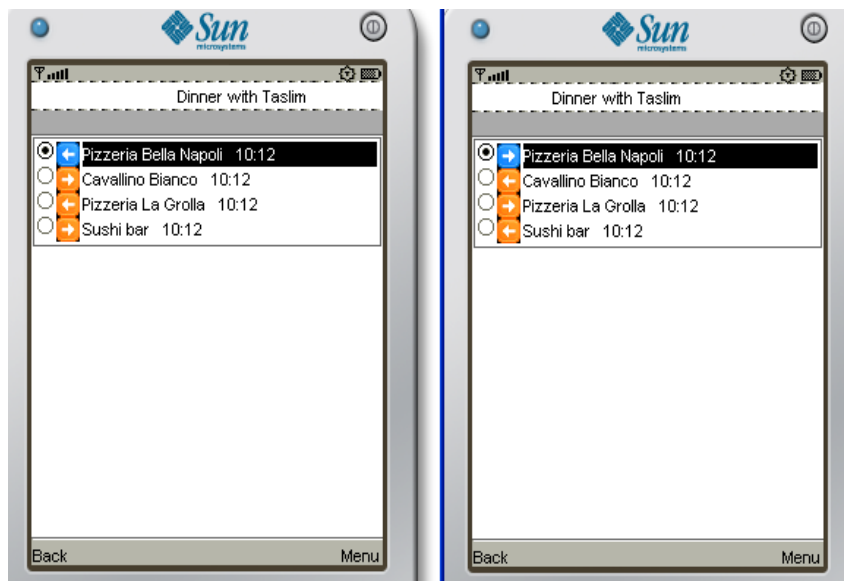 Sun
microsystems
Dinner with Taslim
Pizzeria Bella Napoli 10:12
Cavallino Bianco 10:12
Pizzeria La Grolla 10:12
Sushi bar 10:12
Back Menu
Sun
microsystems
Dinner with Taslim
Pizzeria Bella Napoli 10:12
Cavallino Bianco 10:12
Pizzeria La Grolla 10:12
Sushi bar 10:12
Back Menu